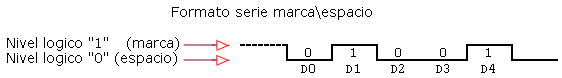 Formato serie marca\espacio
Nivel logico "1" (marca)
Nivel logico "0" (espacio)
0 1 0 0 1
D0 D1 D2 D3 D4